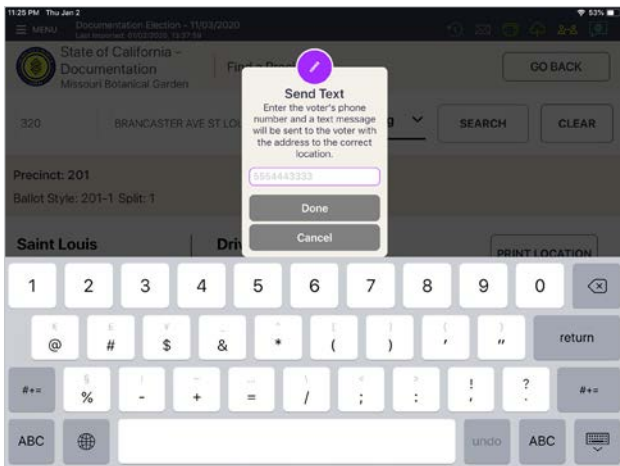 11:25 PM Thu Jan 2
53%
MENU
Documentation Election - 11/03/2020
State of California -
Documentation
Missouri Botanical Garden
GO BACK
Send Text
Enter the voter's phone
number and a text message
will be sent to the voter with
the address to the correct
location.
320
BRANCASTER AVE ST LOU
SEARCH
CLEAR
5554443333
Precinct: 201
Ballot Style: 201-1 Split: 1
Done
Cancel
Saint Louis
PRINT LOCATION
1 2 3 4 5 6 7 8 9 0
@ # $ & * ( ) ' "
return
#+=
% - + = / ; : ! ?
, .
#+=
ABC
undo
ABC